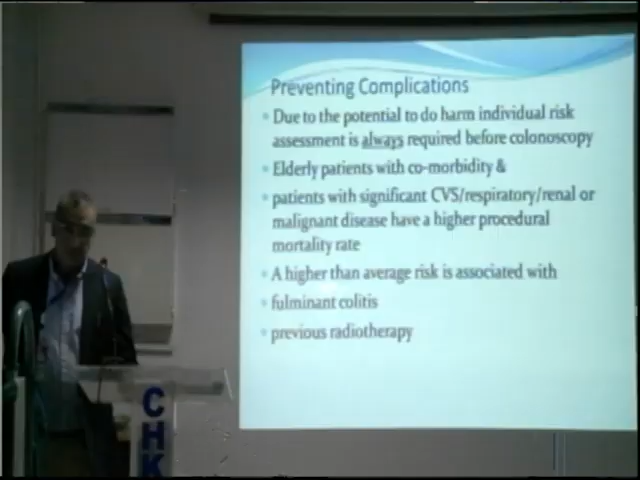 Preventing Complications
Due to the potential to do harm individual risk
assessment is always required before colonoscopy
Elderly patients with co-morbidity &
patients with significant CVS/respiratory/renal or
malignant disease have a higher procedural
mortality rate
A higher than average risk is associated with
fulminant colitis
previous radiotherapy
CHK